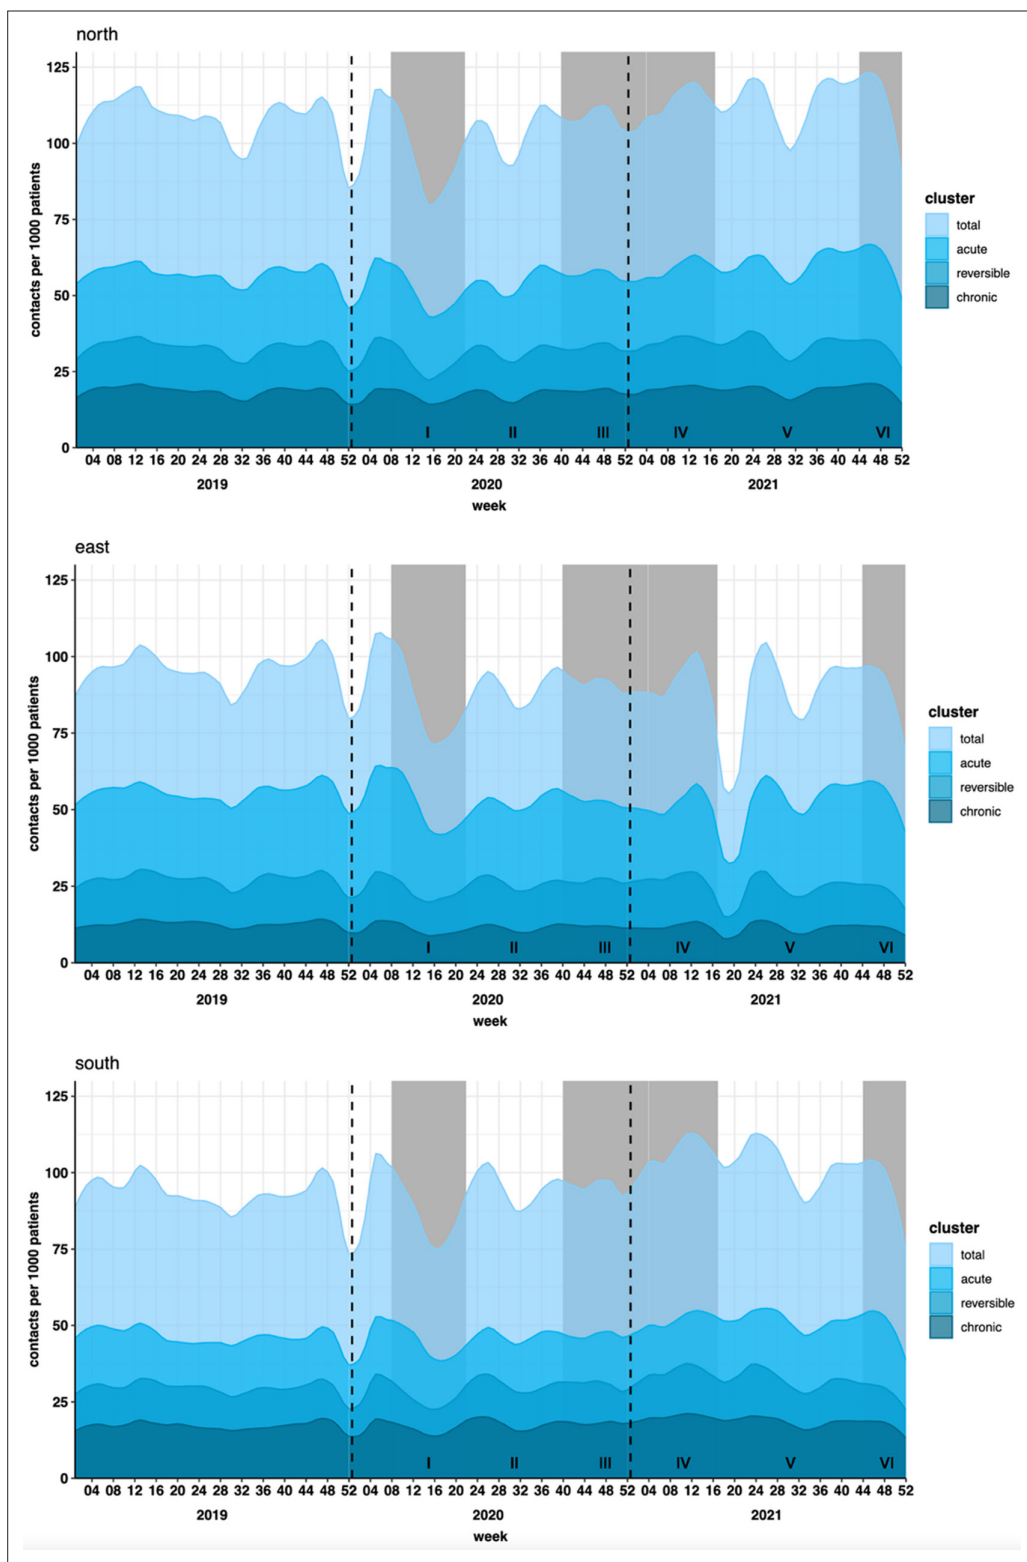 north
125
100
75
50
25
0
contacts per 1000 patients
I II III IV V VI
04 08 12 16 20 24 28 32 36 40 44 48 52 04 08 12 16 20 24 28 32 36 40 44 48 52 04 08 12 16 20 24 28 32 36 40 44 48 52
2019 2020 2021
week
cluster
total
acute
reversible
chronic
east
125
100
75
50
25
0
contacts per 1000 patients
I II III IV V VI
04 08 12 16 20 24 28 32 36 40 44 48 52 04 08 12 16 20 24 28 32 36 40 44 48 52 04 08 12 16 20 24 28 32 36 40 44 48 52
2019 2020 2021
week
cluster
total
acute
reversible
chronic
south
125
100
75
50
25
0
contacts per 1000 patients
I II III IV V VI
04 08 12 16 20 24 28 32 36 40 44 48 52 04 08 12 16 20 24 28 32 36 40 44 48 52 04 08 12 16 20 24 28 32 36 40 44 48 52
2019 2020 2021
week
cluster
total
acute
reversible
chronic